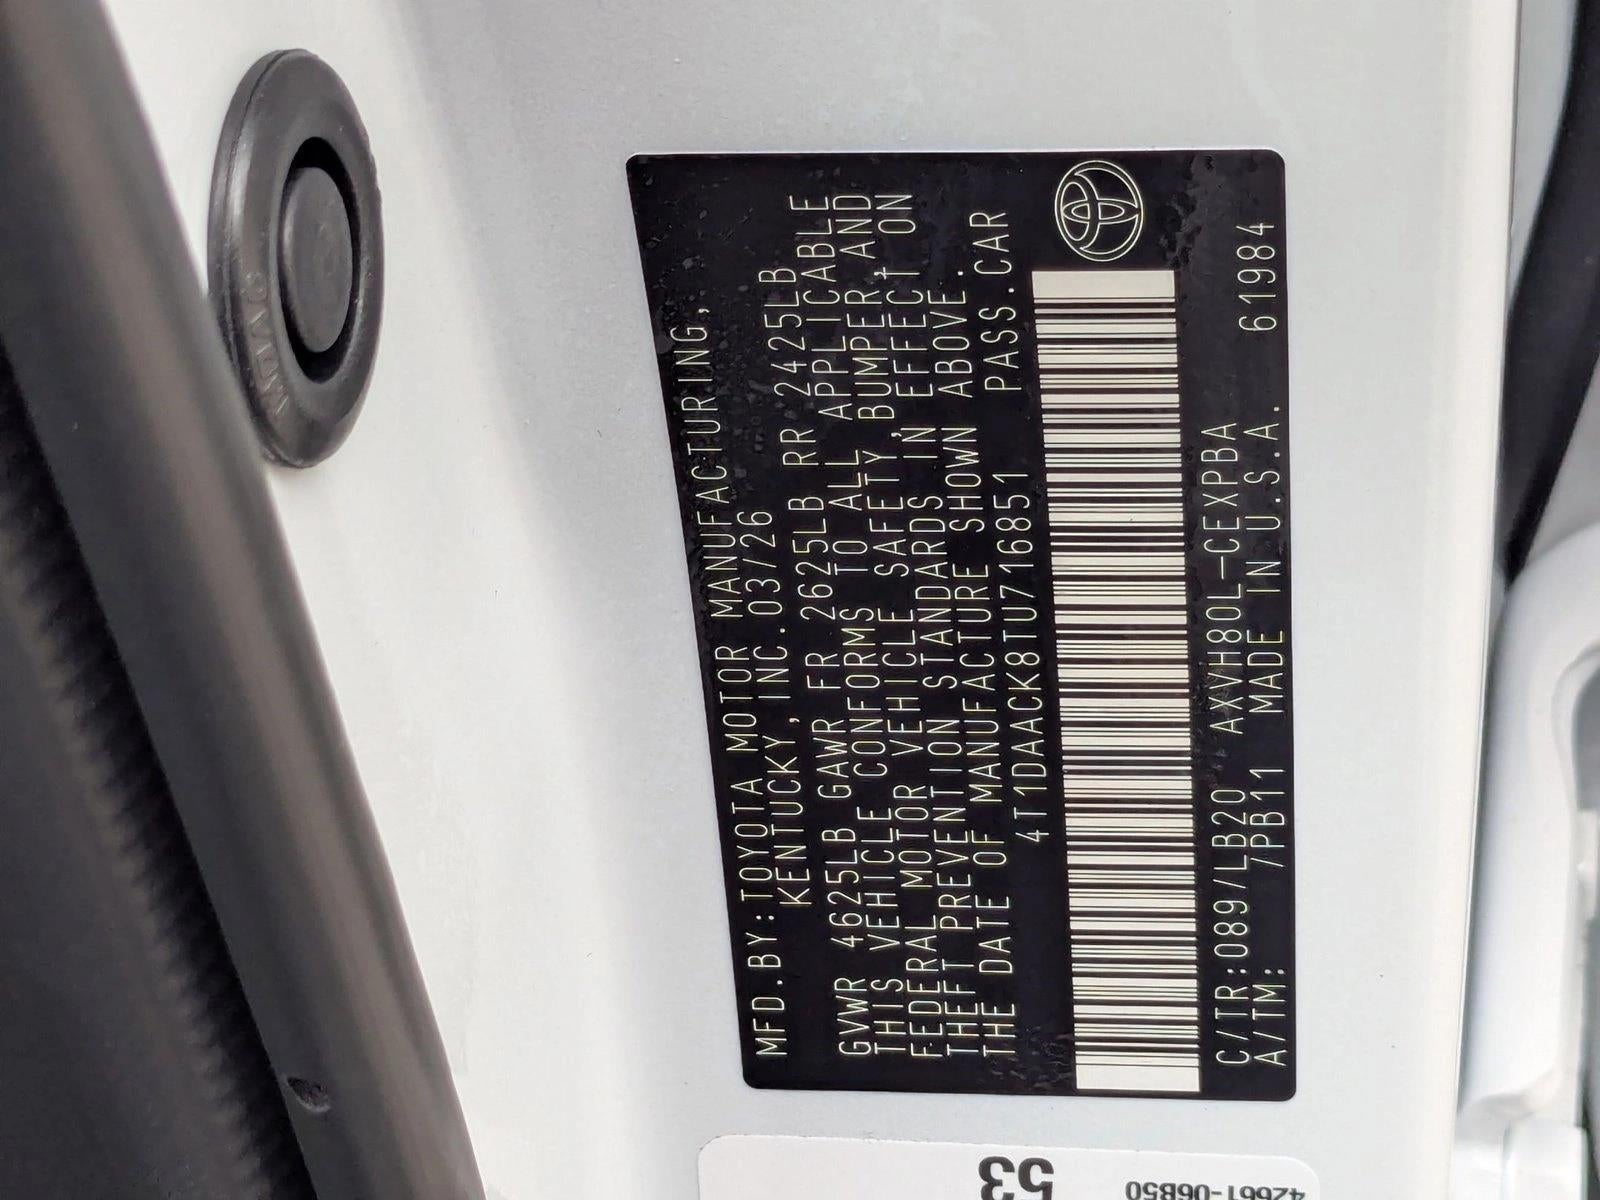 MFD.BY:TOYOTA MOTOR MANUFACTURING,
KENTUCKY, INC.03/26
GVWR 4625LB GAWR FR 2625LB RR 2425LB
THIS VEHICLE CONFORMS TO ALL APPLICABLE
FEDERAL MOTOR VEHICLE SAFETY,BUMPER,AND
THEFT PREVENTION STANDARDS IN EFFECT ON
THE DATE OF MANUFACTURE SHOWN ABOVE.
4T1DAACK8TU716851 PASS.CAR
C/TR:089/LB20 AXVH80L-CEXPBA
A/TM: /PB11 MADE IN U.S.A. 61984
53
42661-06B50